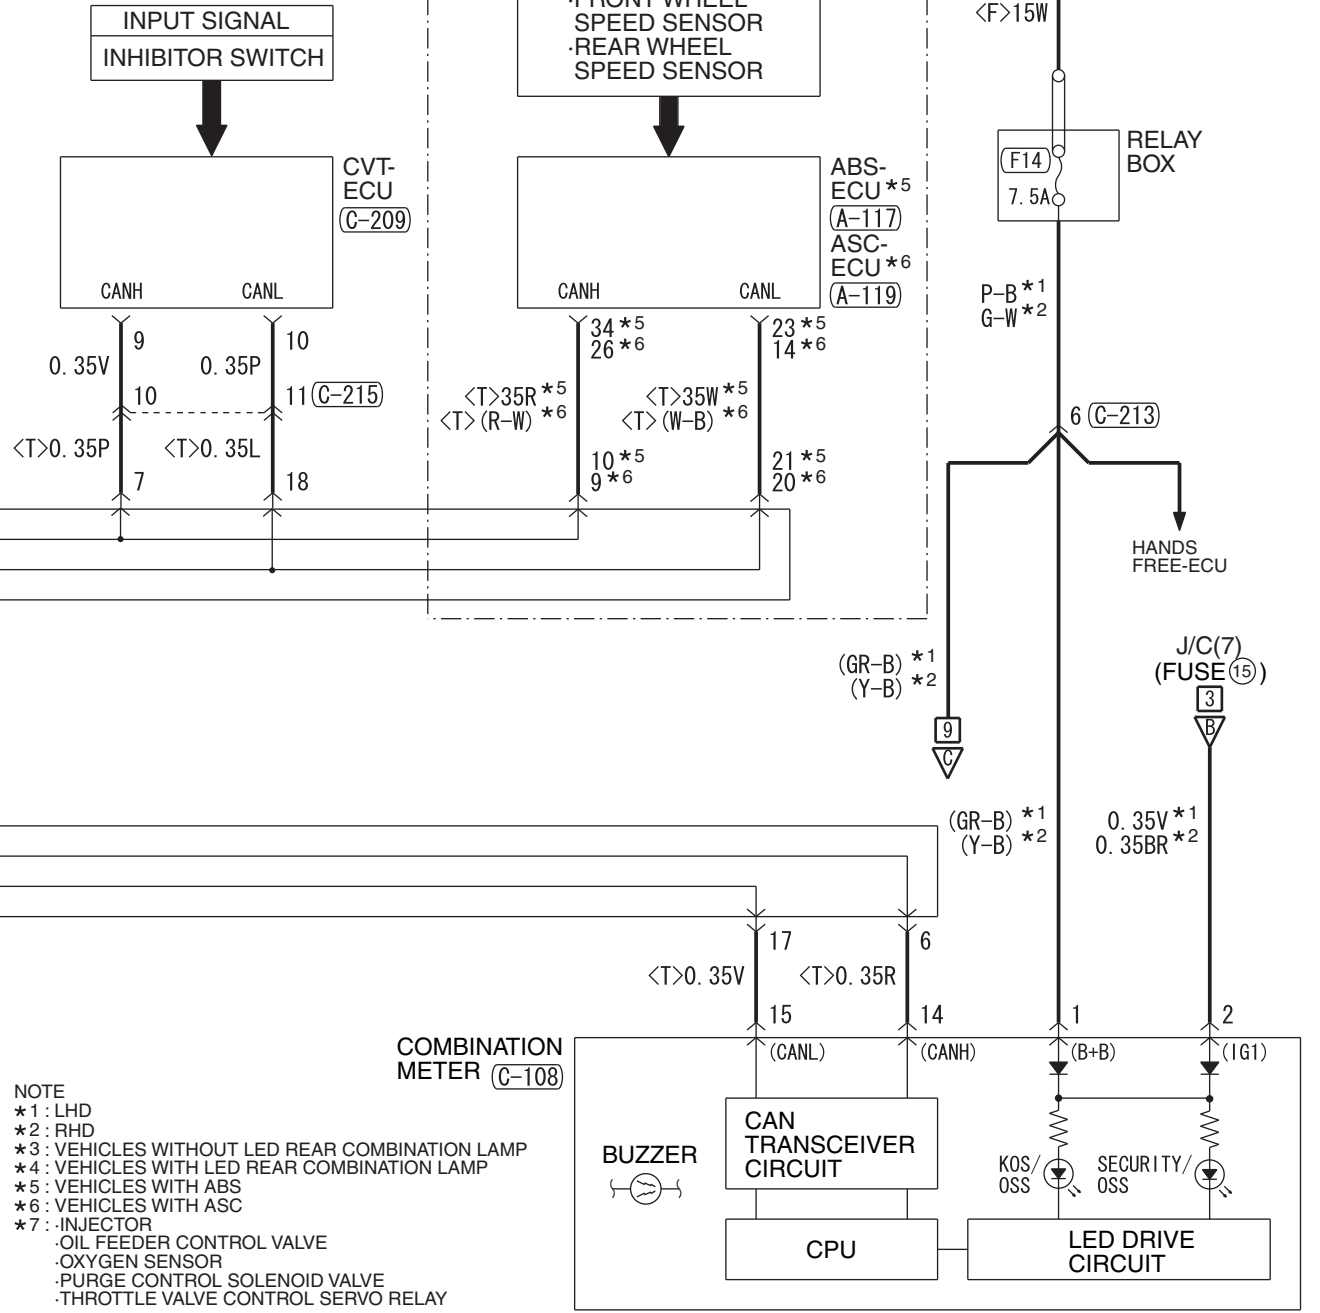 INPUT SIGNAL
INHIBITOR SWITCH
·FRONT WHEEL
SPEED SENSOR
·REAR WHEEL
SPEED SENSOR
<F>15W
RELAY
BOX
F14
7.5A
CVT-
ECU
C-209
CANH CANL
ABS-
ECU*5
A-117
ASC-
ECU*6
A-119
CANH CANL
P-B*1
G-W*2
9 10
0.35V 0.35P
10 11 C-215
<T>0.35P <T>0.35L
7 18
34*5 23*5
26*6 14*6
<T>35R*5 <T>35W*5
<T>(R-W)*6 <T>(W-B)*6
10*5 21*5
9*6 20*6
6 C-213
HANDS
FREE-ECU
(GR-B)*1
(Y-B)*2
9
C
J/C(7)
(FUSE 15)
3
B
(GR-B)*1 0.35V*1
(Y-B)*2 0.35BR*2
17 6
<T>0.35V <T>0.35R
15 14 1 2
(CANL) (CANH) (B+B) (IG1)
COMBINATION
METER C-108
BUZZER
CAN
TRANSCEIVER
CIRCUIT
KOS/
OSS
SECURITY/
OSS
CPU
LED DRIVE
CIRCUIT
NOTE
*1 : LHD
*2 : RHD
*3 : VEHICLES WITHOUT LED REAR COMBINATION LAMP
*4 : VEHICLES WITH LED REAR COMBINATION LAMP
*5 : VEHICLES WITH ABS
*6 : VEHICLES WITH ASC
*7 : ·INJECTOR
·OIL FEEDER CONTROL VALVE
·OXYGEN SENSOR
·PURGE CONTROL SOLENOID VALVE
·THROTTLE VALVE CONTROL SERVO RELAY